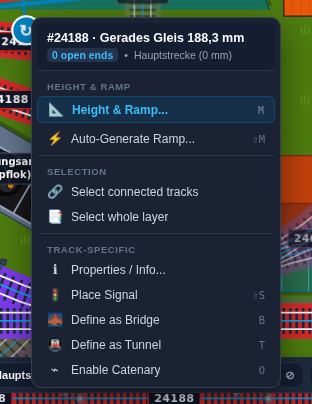 #24188 · Gerades Gleis 188,3 mm
0 open ends • Hauptstrecke (0 mm)
HEIGHT & RAMP
Height & Ramp... M
Auto-Generate Ramp... ⇧M
SELECTION
Select connected tracks
Select whole layer
TRACK-SPECIFIC
Properties / Info...
Place Signal ⇧S
Define as Bridge B
Define as Tunnel T
Enable Catenary O
24188